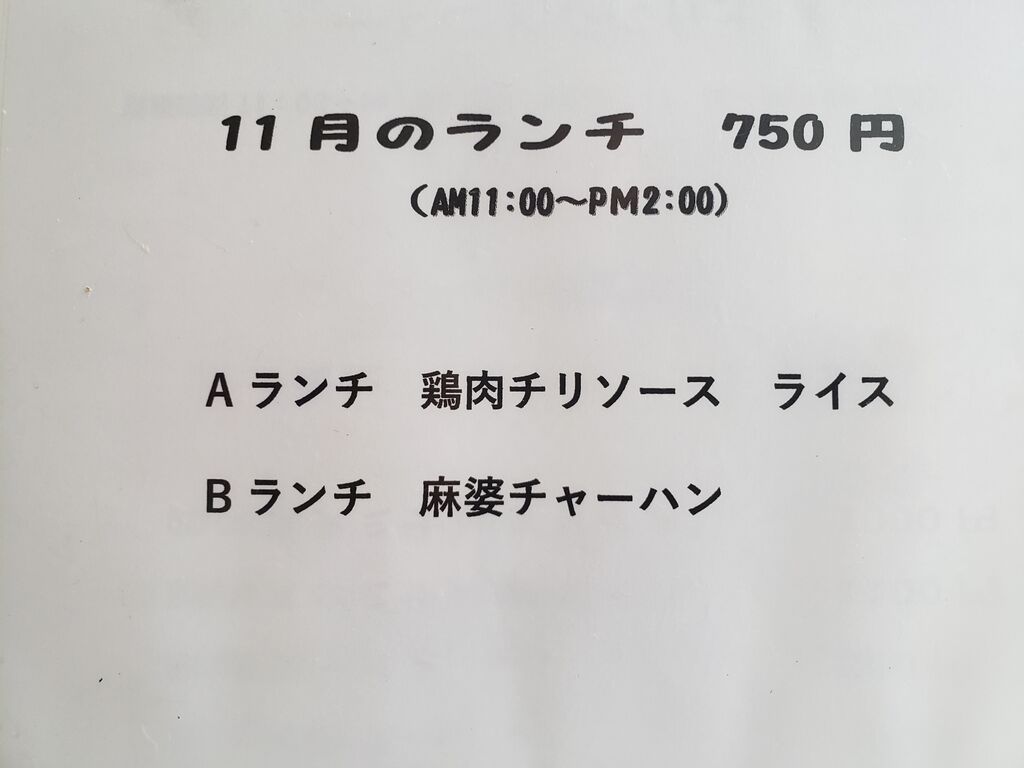 11月のランチ　750円
（AM11:00～PM2:00）
Aランチ　鶏肉チリソース　ライス
Bランチ　麻婆チャーハン